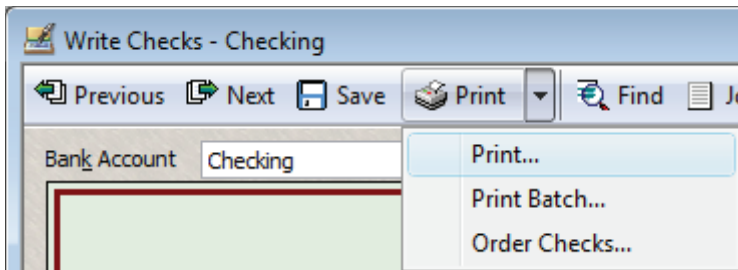 Write Checks - Checking
Previous Next Save Print Find
Bank Account Checking
Print...
Print Batch...
Order Checks...